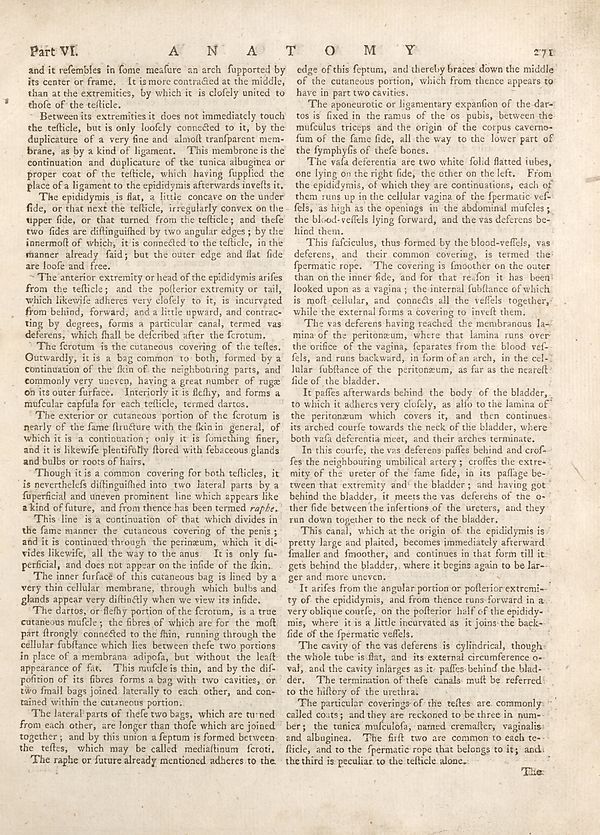 Part VI. A N A T O M Y 271
and it reſembles in ſome meaſure an arch ſupported by
its center or frame. It is more contracted at the middle,
than at the extremities, by which it is cloſely united to
thoſe of the teſticle.
Between its extremities it does not immediately touch
the teſticle, but is only looſely connected to it, by the
duplicature of a very fine and almoſt tranſparent mem-
brane, as by a kind of ligament. This membrone is the
continuation and duplicature of the tunica albuginea or
proper coat of the teſticle, which having ſupplied the
place of a ligament to the epididymis afterwards inveſts it.
The epididymis is flat, a little concave on the under
ſide, or that next the teſticle, irregularly convex on the
upper ſide, or that turned from the teſticle; and theſe
two ſides are diſtinguiſhed by two angular edges; by the
innermoſt of which, it is connected to the teſticle, in the
manner already ſaid; but the outer edge and flat ſide
are looſe and free.
The anterior extremity or head of the epididymis ariſes
from the teſticle; and the poſterior extremity or tail,
which likewiſe adheres very cloſely to it, is incurvated
from behind, forward, and a little upward, and contrac-
ting by degrees, forms a particular canal, termed vas
deferens, which ſhall be deſcribed after the ſcrotum.
The ſcrotum is the cutaneous covering of the teſtes.
Outwardly, it is a bag common to both, formed by a
continuation of the ſkin of the neighbouring parts, and
commonly very uneven, having a great number of rugæ
on its outer ſurface. Interiorly it is fleſhy, and forms a
muſcular capſula for each teſticle, termed dartos.
The exterior or cutaneous portion of the ſcrotum is
nearly of the ſame ſtructure with the ſkin in general, of
which it is a continuation; only it is ſomething finer,
and it is likewiſe plentifully ſtored with ſebaceous glands
and bulbs or roots of hairs.
Though it is a common covering for both teſticles, it
is nevertheleſs diſtinguiſhed into two lateral parts by a
ſuperficial and uneven prominent line which appears like
a kind of future, and from thence has been termed raphe.
This line is a continuation of that which divides in
the ſame manner the cutaneous covering of the penis;
and it is continued through the perinæum, which it di-
vides likewiſe, all the way to the anus It is only ſu-
perficial, and does not appear on the inſide of the ſkin.
The inner ſurface of this cutaneous bag is lined by a
very thin cellular membrane, through which bulbs and
glands appear very diſtinctly when we view its inſide.
The dartos, or fleſhy portion of the ſcrotum, is a true
cutaneous muſcle; the fibres of which are for the moſt
part ſtrongly connected to the ſhin, running through the
cellular ſubſtance which lies between theſe two portions
in place of a membrana adipoſa, but without the leaſt
appearance of fat. This muſcle is thin, and by the diſ-
poſition of its fibres forms a bag with two cavities, or
two ſmall bags joined laterally to each other, and con-
tained within the cutaneous portion.
The lateral parts of theſe two bags, which are turned
from each other, are longer than thoſe which are joined
together; and by this union a ſeptum is formed between
the teſtes, which may be called mediaſtinum ſcroti.
The raphe or ſuture already mentioned adheres to the
edge of this ſeptum, and thereby braces down the middle
of the cutaneous portion, which from thence appears to
have in part two cavities.
The aponeurotic or ligamentary expanſion of the dar-
tos is fixed in the ramus of the os pubis, between the
muſculus triceps and the origin of the corpus caverno-
ſum of the ſame ſide, all the way to the lower part of
the ſymphyſis of theſe bones.
The vaſa deferentia are two white ſolid flatted tubes,
one lying on the right ſide, the other on the left. From
the epididymis, of which they are continuations, each of
them runs up in the cellular vagina of the ſpermatic veſ-
ſels, as high as the openings in the abdominal muſcles;
the blood-veſſels lying forward, and the vas deferens be-
hind them.
This faſciculus, thus formed by the blood-veſſels, vas
deferens, and their common covering, is termed the
ſpermatic rope. The covering is ſmoother on the outer
than on the inner ſide, and for that reaſon it has been
looked upon as a vagina; the internal ſubſtance of which
is moſt cellular, and connects all the veſſels together,
while the external forms a covering to inveſt them.
The vas deferens having reached the membranous la-
mina of the peritonæum, where that lamina runs over
the orifice of the vagina, ſeparates from the blood veſ-
ſels, and runs backward, in form of an arch, in the cel-
lular ſubſtance of the peritonæum, as far as the neareſt
ſide of the bladder.
It paſſes afterwards behind the body of the bladder,
to which it adheres very cloſely, as alſo to the lamina of
the peritonæum which covers it, and then continues
its arched courſe towards the neck of the bladder, where
both vaſa deferentia meet, and their arches terminate.
In this courſe, the vas deferens paſſes behind and croſ-
ſes the neighbouring umbilical artery; croſſes the extre-
mity of the ureter of the ſame ſide, in its paſſage be-
tween that extremity and the bladder; and having got
behind the bladder, it meets the vas deferens of the o-
ther ſide between the inſertions of the ureters, and they
run down together to the neck of the bladder.
This canal, which at the origin of the epididymis is
pretty large and plaited, becomes immediately afterward
ſmaller and ſmoother, and continues in that form till it
gets behind the bladder, where it begins again to be lar-
ger and more uneven.
It ariſes from the angular portion or poſterior extremi-
ty of the epididymis, and from thence runs forward in a
very oblique courſe, on the poſterior half of the epididy-
mis, where it is a little incurvated as it joins the back-
ſide of the ſpermatic veſſels.
The cavity of the vas deferens is cylindrical, though
the whole tube is flat, and its external circumference o-
val, and the cavity inlarges as it paſſes behind the blad-
der. The termination of theſe canals muſt be referred
to the hiſtory of the urethra.
The particular coverings of the teſtes are commonly
called coats; and they are reckoned to be three in num-
ber; the tunica muſculoſa, named cremaſter, vaginalis
and albuginea. The firſt two are common to each te-
ſticle, and to the ſpermatic rope that belongs to it; and
the third is peculiar to the teſticle alone.
The